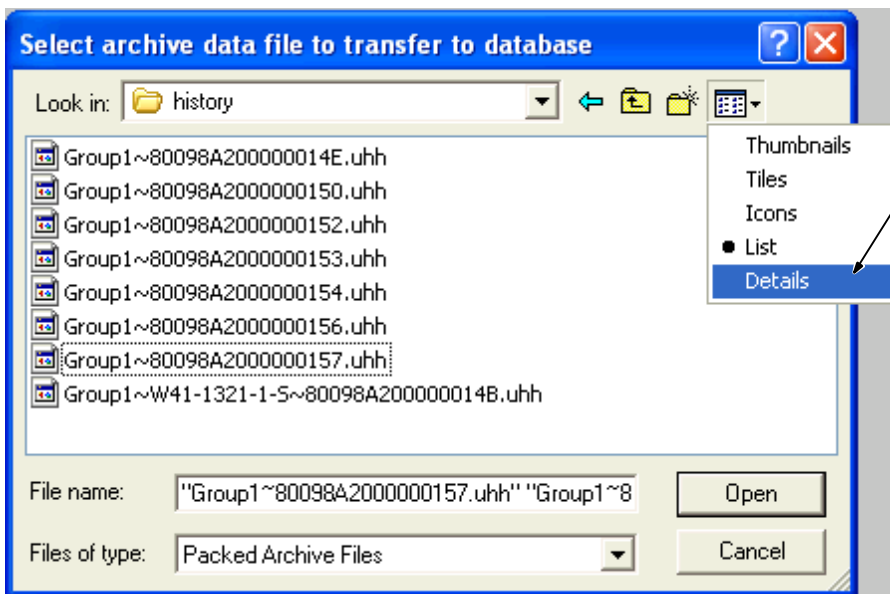 Select archive data file to transfer to database
Look in: history
Thumbnails
Tiles
Icons
List
Details
Group1~80098A200000014E.uhh
Group1~80098A2000000150.uhh
Group1~80098A2000000152.uhh
Group1~80098A2000000153.uhh
Group1~80098A2000000154.uhh
Group1~80098A2000000156.uhh
Group1~80098A2000000157.uhh
Group1~W41-1321-1-S~80098A200000014B.uhh
File name: "Group1~80098A2000000157.uhh" "Group1~8 Open
Files of type: Packed Archive Files Cancel